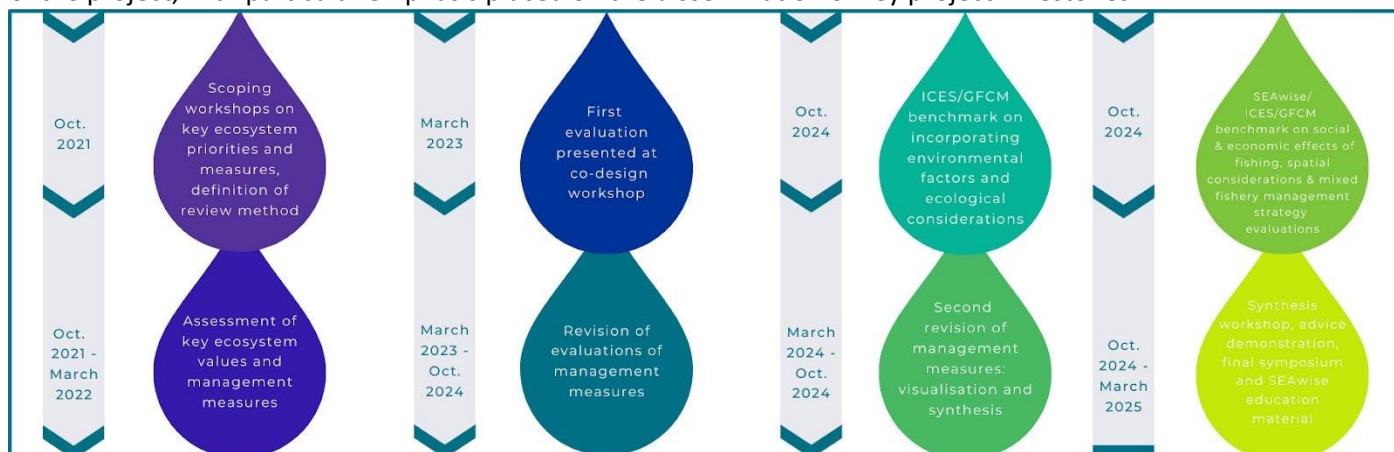 Oct.
2021
Scoping
workshops on
key ecosystem
priorities and
measures,
definition of
review method
Oct.
2021 -
March
2022
Assessment of
key ecosystem
values and
management
measures
March
2023
First
evaluation
presented at
co-design
workshop
March
2023 -
Oct.
2024
Revision of
evaluations of
management
measures
Oct.
2024
ICES/GFCM
benchmark on
incorporating
environmental
factors and
ecological
considerations
March
2024 -
Oct.
2024
Second
revision of
management
measures:
visualisation and
synthesis
Oct.
2024
SEAwise/
ICES/GFCM
benchmark on social
& economic effects of
fishing, spatial
considerations & mixed
fishery management
strategy
evaluations
Oct.
2024 -
March
2025
Synthesis
workshop, advice
demonstration,
final symposium
and SEAwise
education
material